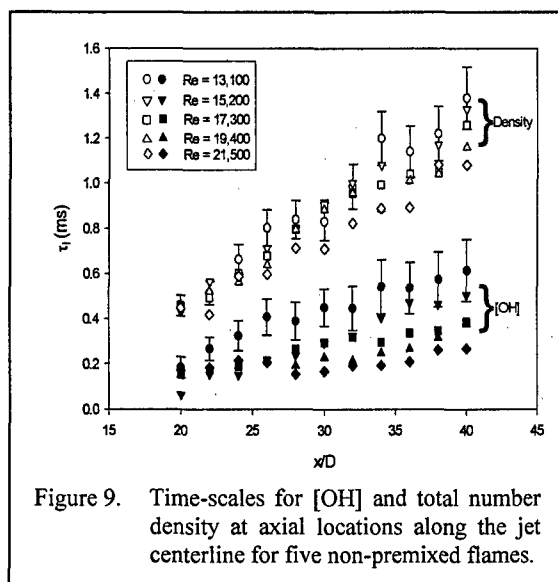 1.6
1.4
1.2
1.0
0.8
0.6
0.4
0.2
0.0
τI (ms)
Re = 13,100
Re = 15,200
Re = 17,300
Re = 19,400
Re = 21,500
Density
[OH]
15 20 25 30 35 40 45
x/D
Figure 9. Time-scales for [OH] and total number
density at axial locations along the jet
centerline for five non-premixed flames.